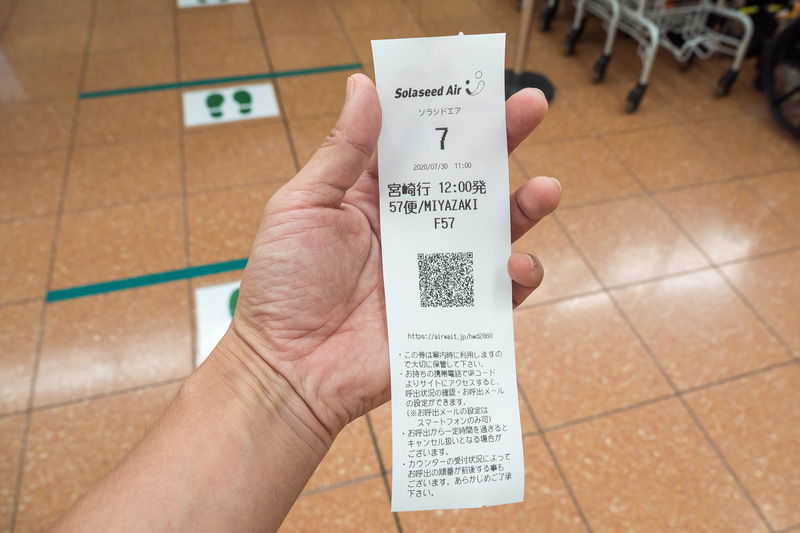 Solaseed Air
ソラシドエア
7
2020/07/30 11:00
宮崎行 12:00発
57便/MIYAZAKI
F57
https://airwait.jp/hwd2860
・この券は案内時に利用しますの
で大切に保管して下さい。
・お持ちの携帯電話でQRコード
よりサイトにアクセスすると、
呼出状況の確認・お呼出メール
の設定ができます。
(※お呼出メールの設定は
スマートフォンのみ可)
・お呼出から一定時間を過ぎると
キャンセル扱いとなる場合が
ございます。
・カウンターの受付状況によって
お呼出の順番が前後する事も
ございます。あらかじめご了承
下さい。